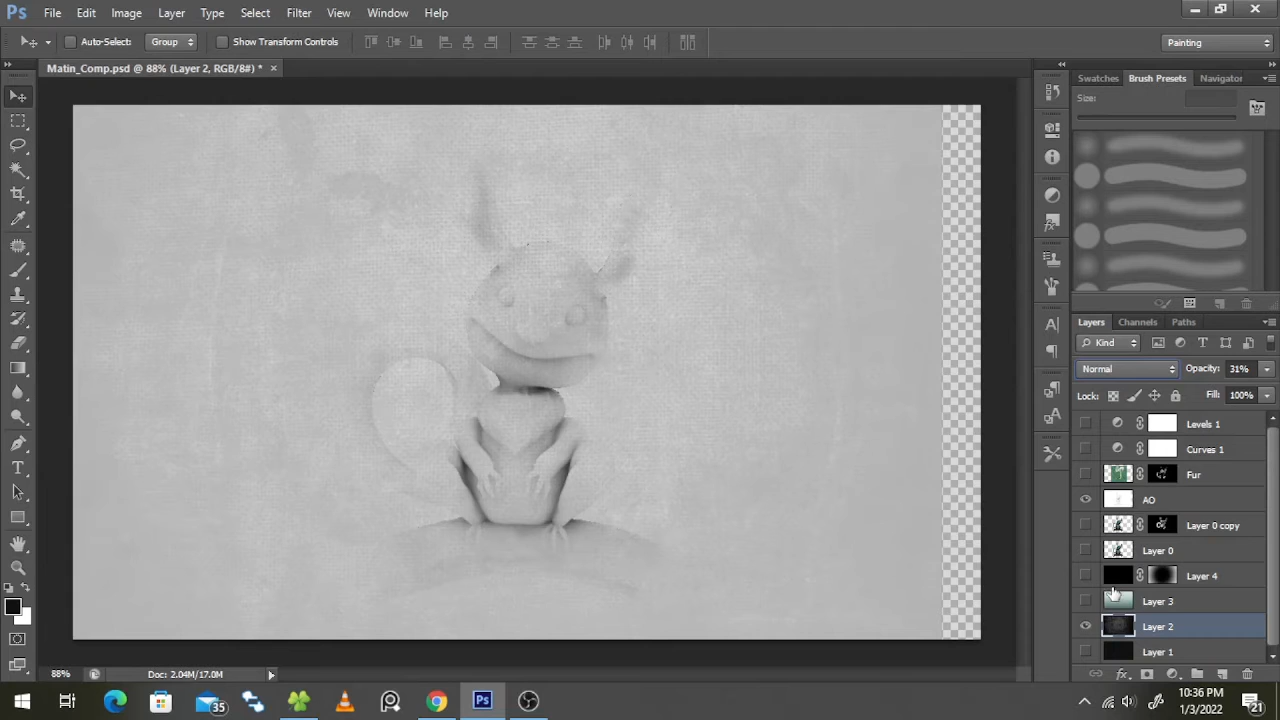 Ps File Edit Image Layer Type Select Filter View Window Help
Auto-Select: Group Show Transform Controls Painting
Matin_Comp.psd @ 88% (Layer 2, RGB/8#) * ×
Swatches Brush Presets Navigator
Size:
Layers Channels Paths
Kind
Normal Opacity: 31%
Lock: Fill: 100%
Levels 1
Curves 1
Fur
AO
Layer 0 copy
Layer 0
Layer 4
Layer 3
Layer 2
Layer 1
88% Doc: 2.04M/17.0M
35
Ps
10:36 PM
1/3/2022
21